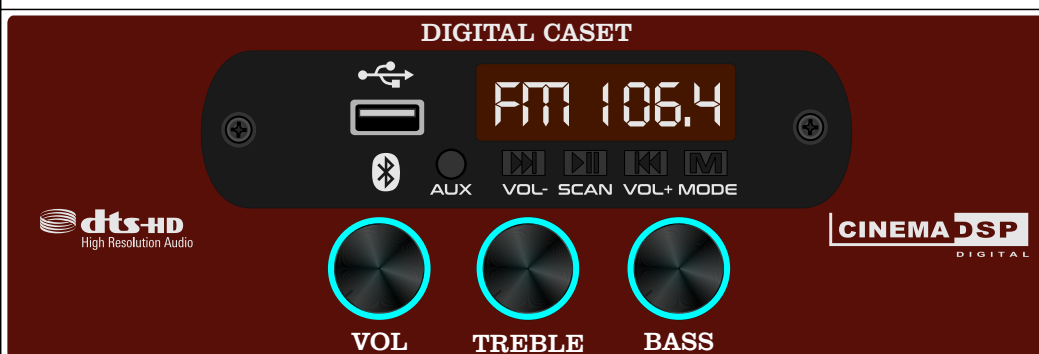 DIGITAL CASET
FM 106.4
M
AUX VOL- SCAN VOL+ MODE
dts-HD
High Resolution Audio
CINEMA DSP
DIGITAL
VOL TREBLE BASS